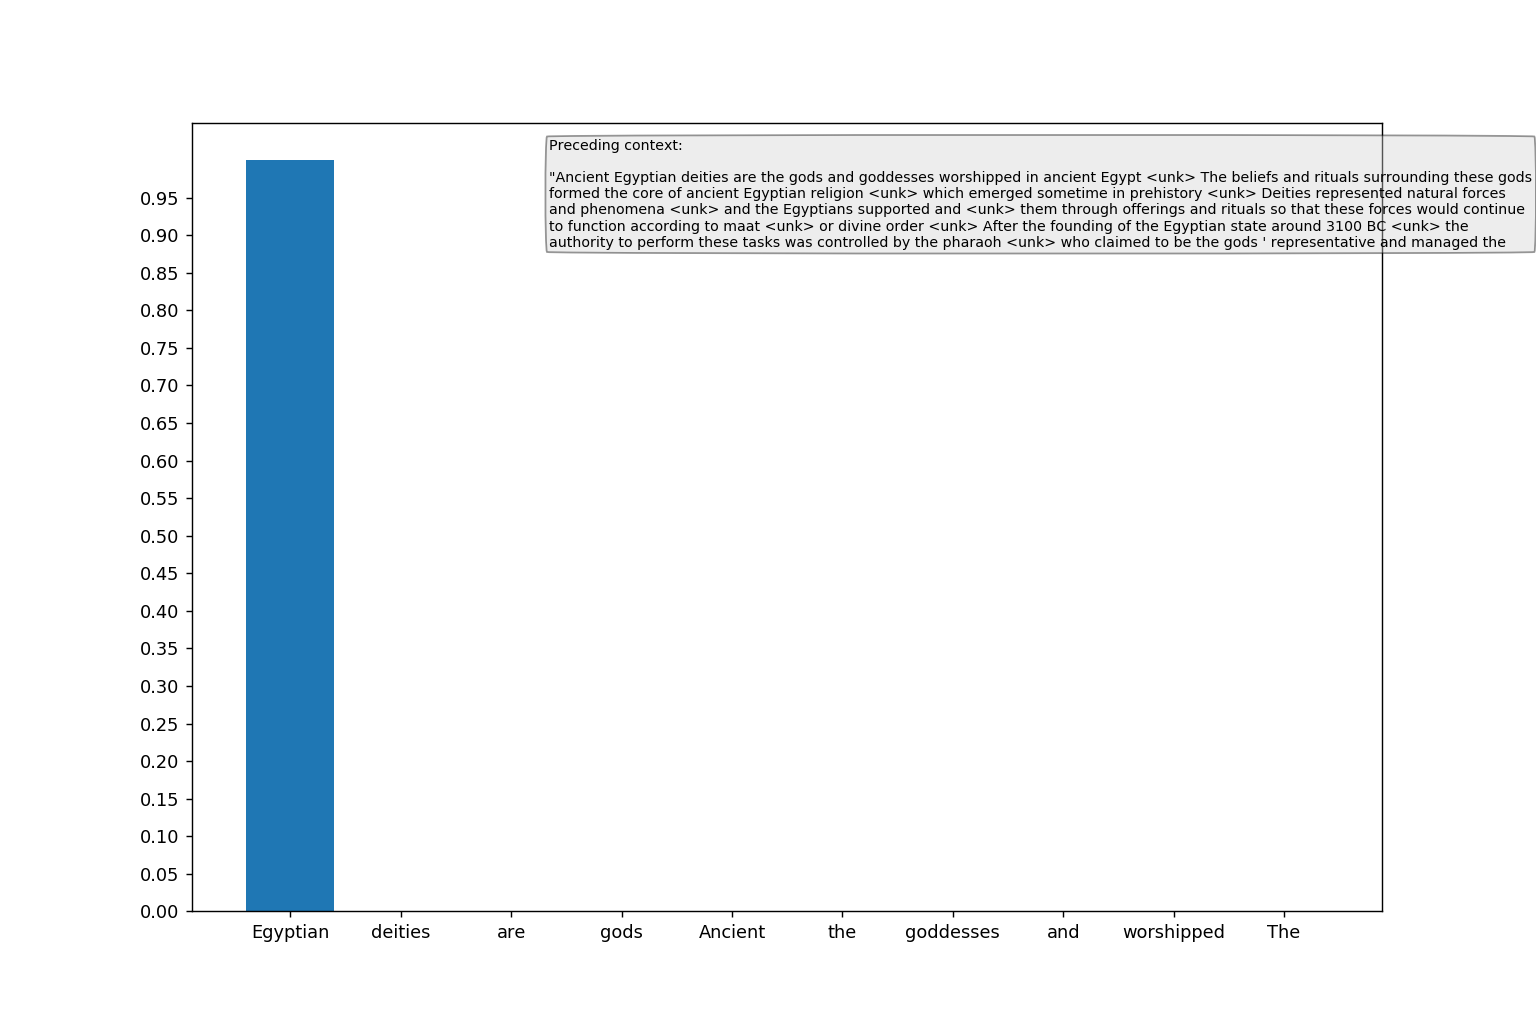 Preceding context:
"Ancient Egyptian deities are the gods and goddesses worshipped in ancient Egypt <unk> The beliefs and rituals surrounding these gods
formed the core of ancient Egyptian religion <unk> which emerged sometime in prehistory <unk> Deities represented natural forces
and phenomena <unk> and the Egyptians supported and <unk> them through offerings and rituals so that these forces would continue
to function according to maat <unk> or divine order <unk> After the founding of the Egyptian state around 3100 BC <unk> the
authority to perform these tasks was controlled by the pharaoh <unk> who claimed to be the gods ' representative and managed the
0.95
0.90
0.85
0.80
0.75
0.70
0.65
0.60
0.55
0.50
0.45
0.40
0.35
0.30
0.25
0.20
0.15
0.10
0.05
0.00
Egyptian deities are gods Ancient the goddesses and worshipped The